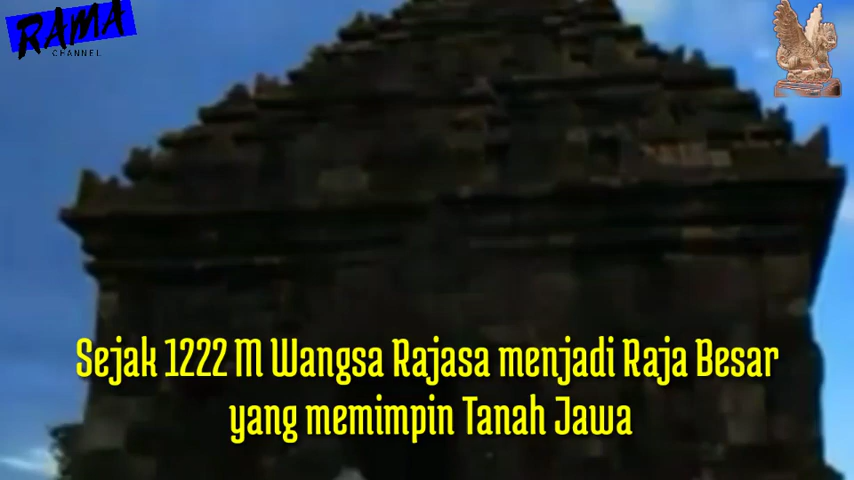 RAMA
CHANNEL
Sejak 1222 M Wangsa Rajasa menjadi Raja Besar
yang memimpin Tanah Jawa